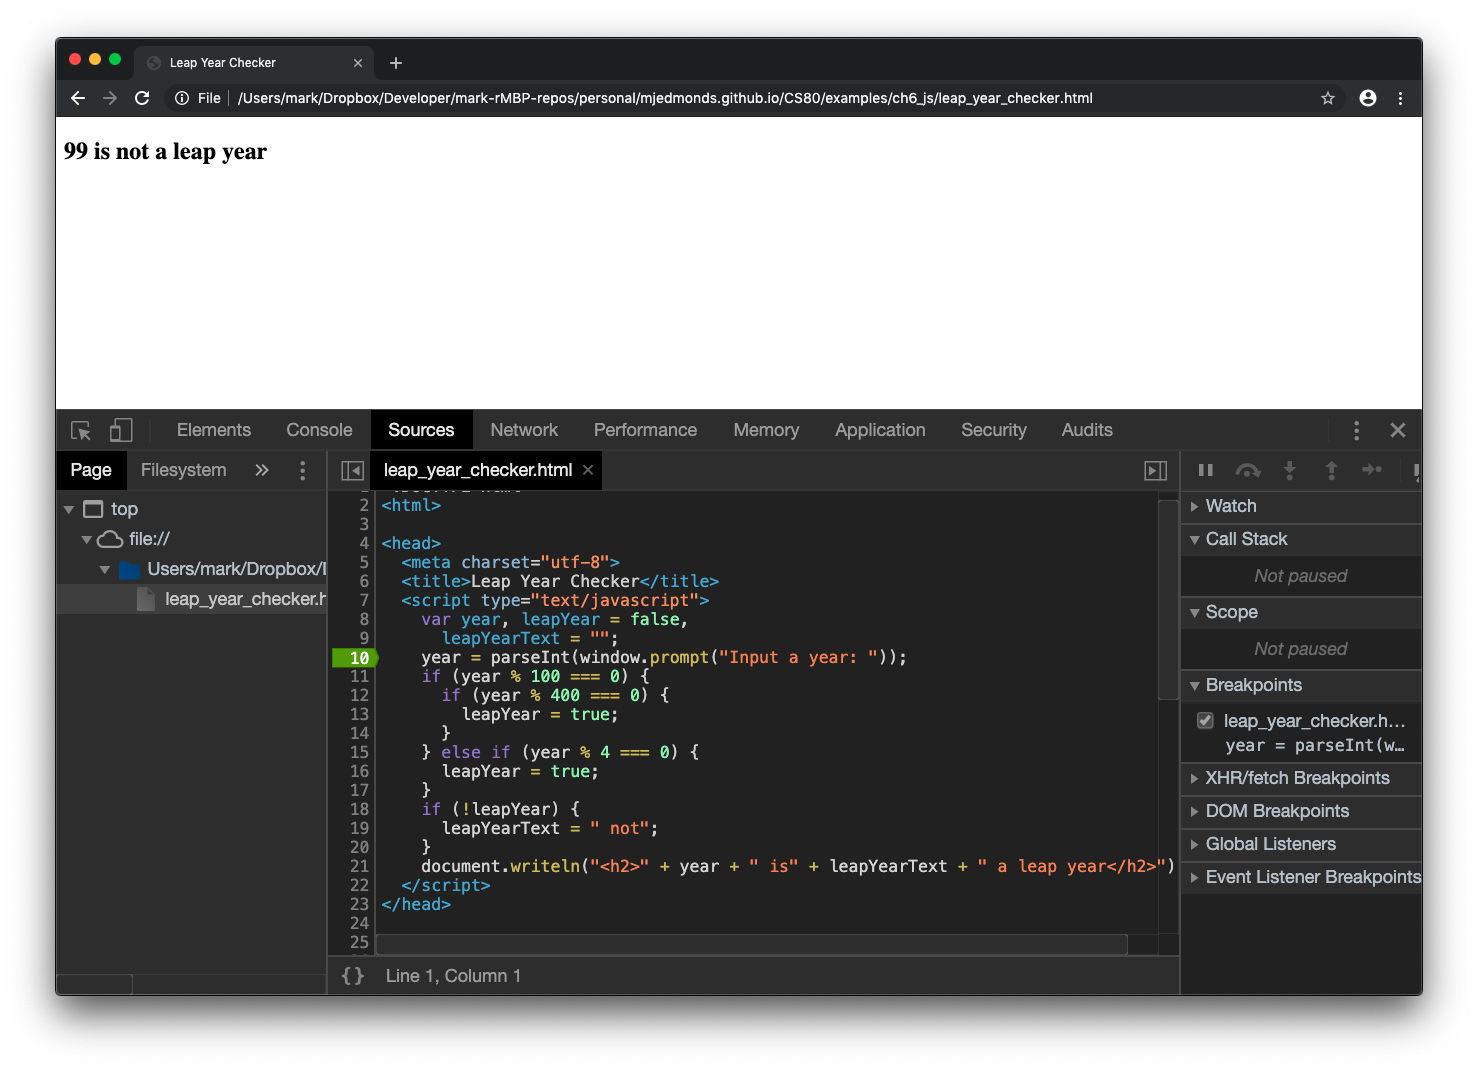 Leap Year Checker
File | /Users/mark/Dropbox/Developer/mark-rMBP-repos/personal/mjedmonds.github.io/CS80/examples/ch6_js/leap_year_checker.html
99 is not a leap year
Elements Console Sources Network Performance Memory Application Security Audits
Page Filesystem »
leap_year_checker.html
top
file://
Users/mark/Dropbox/
leap_year_checker.h
2 <html>
3
4 <head>
5 <meta charset="utf-8">
6 <title>Leap Year Checker</title>
7 <script type="text/javascript">
8 var year, leapYear = false,
9 leapYearText = "";
10 year = parseInt(window.prompt("Input a year: "));
11 if (year % 100 === 0) {
12 if (year % 400 === 0) {
13 leapYear = true;
14 }
15 } else if (year % 4 === 0) {
16 leapYear = true;
17 }
18 if (!leapYear) {
19 leapYearText = " not";
20 }
21 document.writeln("<h2>" + year + " is" + leapYearText + " a leap year</h2>")
22 </script>
23 </head>
24
25
{} Line 1, Column 1
Watch
Call Stack
Not paused
Scope
Not paused
Breakpoints
leap_year_checker.h...
year = parseInt(w...
XHR/fetch Breakpoints
DOM Breakpoints
Global Listeners
Event Listener Breakpoints